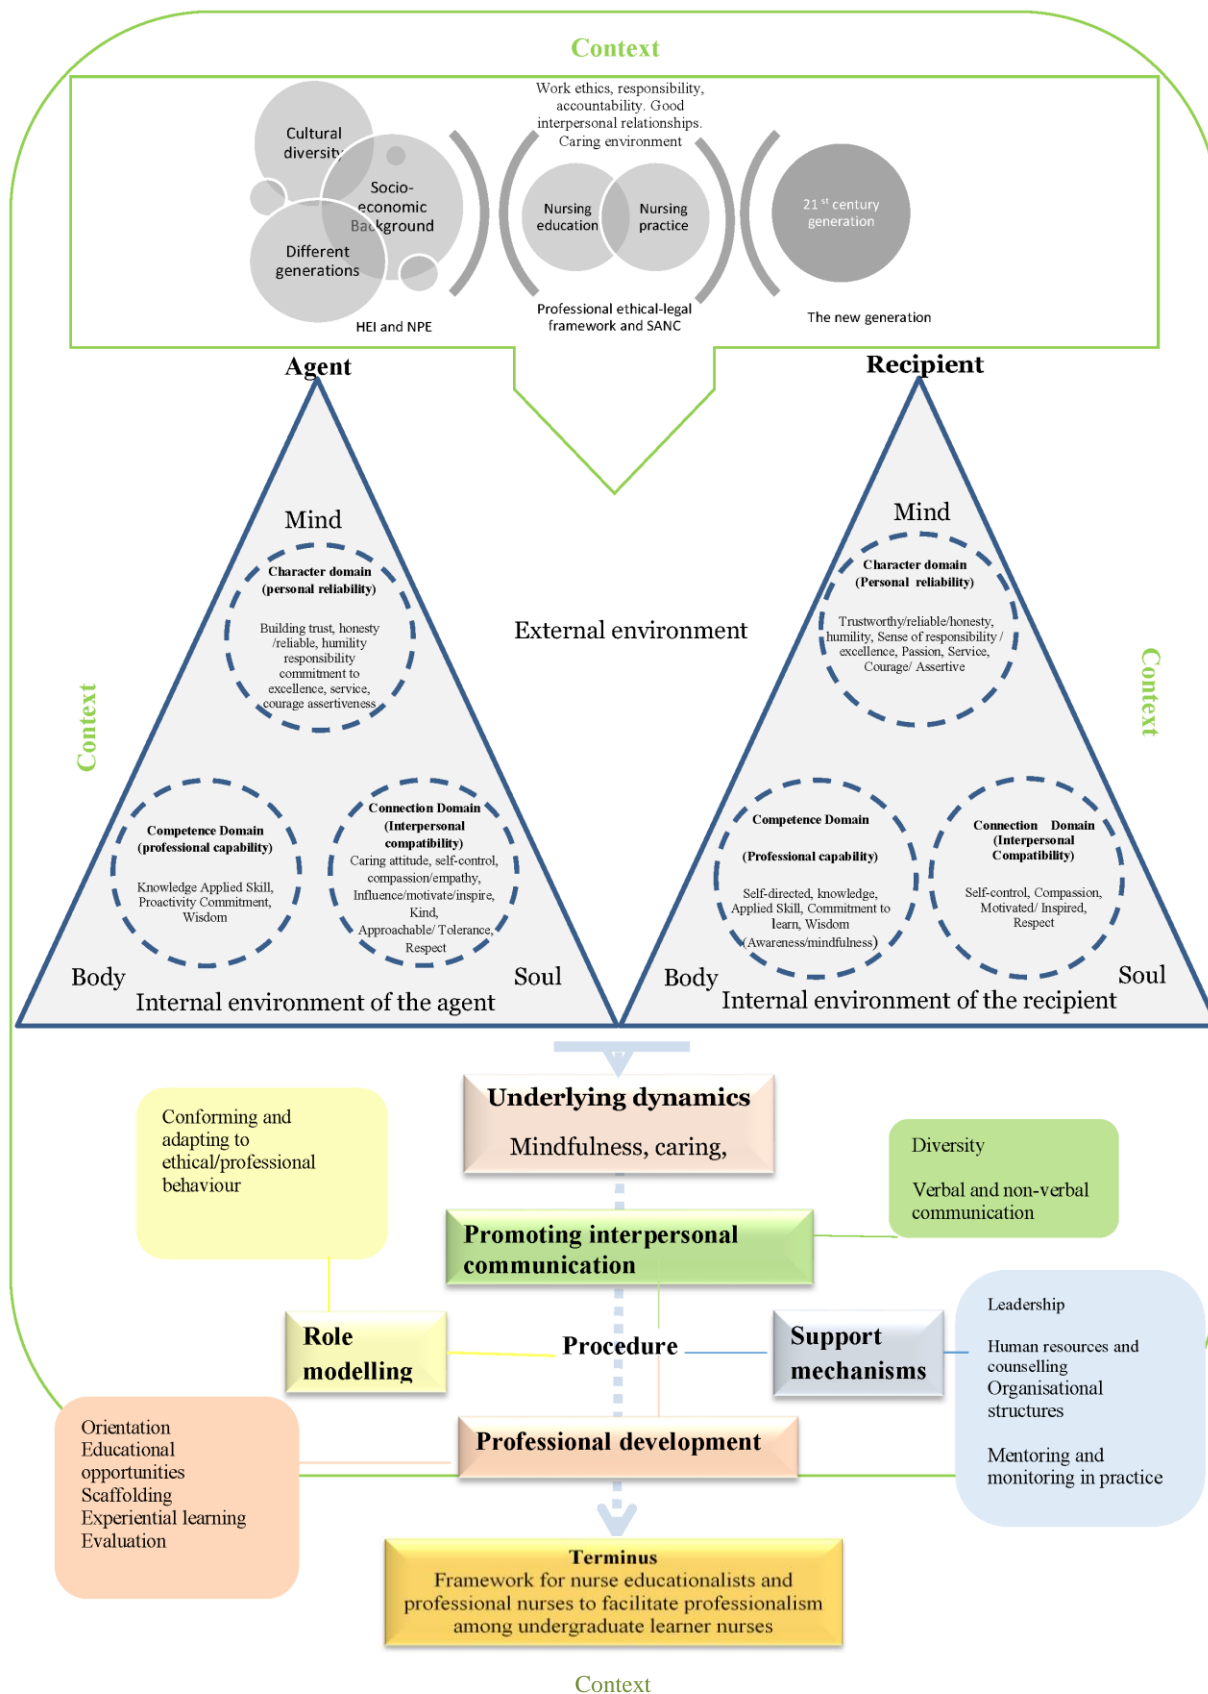 Context
Work ethics, responsibility,
accountability. Good
interpersonal relationships.
Caring environment
Cultural
diversity
Socio-
economic
Background
Different
generations
HEI and NPE
Nursing
education
Nursing
practice
Professional ethical-legal
framework and SANC
21 st century
generation
The new generation
Agent
Mind
Character domain
(personal reliability)
Building trust, honesty
/reliable, humility
responsibility
commitment to
excellence, service,
courage assertiveness
Competence Domain
(professional capability)
Knowledge Applied Skill,
Proactivity Commitment,
Wisdom
Connection Domain
(Interpersonal
compatibility)
Caring attitude, self-control,
compassion/empathy,
Influence/motivate/inspire,
Kind,
Approachable/ Tolerance,
Respect
Body
Soul
Internal environment of the agent
Context
External environment
Recipient
Mind
Character domain
(Personal reliability)
Trustworthy/reliable/honesty,
humility, Sense of responsibility /
excellence, Passion, Service,
Courage/ Assertive
Competence Domain
(Professional capability)
Self-directed, knowledge,
Applied Skill, Commitment to
learn, Wisdom
(Awareness/mindfulness)
Connection Domain
(Interpersonal
Compatibility)
Self-control, Compassion,
Motivated/ Inspired,
Respect
Body
Soul
Internal environment of the recipient
Context
Underlying dynamics
Mindfulness, caring,
Conforming and
adapting to
ethical/professional
behaviour
Diversity
Verbal and non-verbal
communication
Promoting interpersonal
communication
Role
modelling
Procedure
Support
mechanisms
Leadership
Human resources and
counselling
Organisational
structures
Mentoring and
monitoring in practice
Professional development
Orientation
Educational
opportunities
Scaffolding
Experiential learning
Evaluation
Terminus
Framework for nurse educationalists and
professional nurses to facilitate professionalism
among undergraduate learner nurses
Context